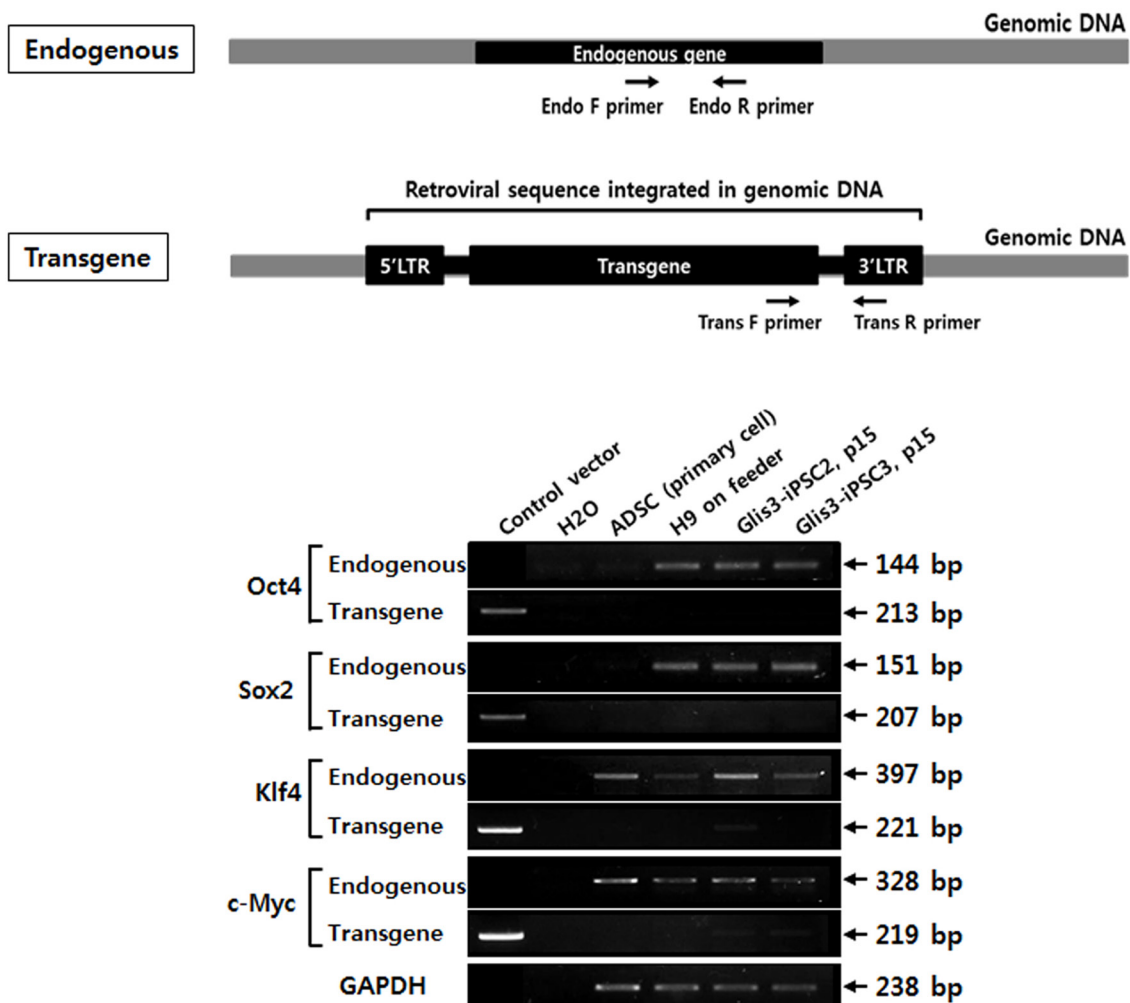 Genomic DNA
Endogenous
Endogenous gene
Endo F primer Endo R primer
Retroviral sequence integrated in genomic DNA
Genomic DNA
Transgene
5'LTR Transgene 3'LTR
Trans F primer Trans R primer
Control vector
H2O
ADSC (primary cell)
H9 on feeder
Glis3-iPSC2, p15
Glis3-iPSC3, p15
Oct4
Endogenous 144 bp
Transgene 213 bp
Sox2
Endogenous 151 bp
Transgene 207 bp
Klf4
Endogenous 397 bp
Transgene 221 bp
c-Myc
Endogenous 328 bp
Transgene 219 bp
GAPDH 238 bp